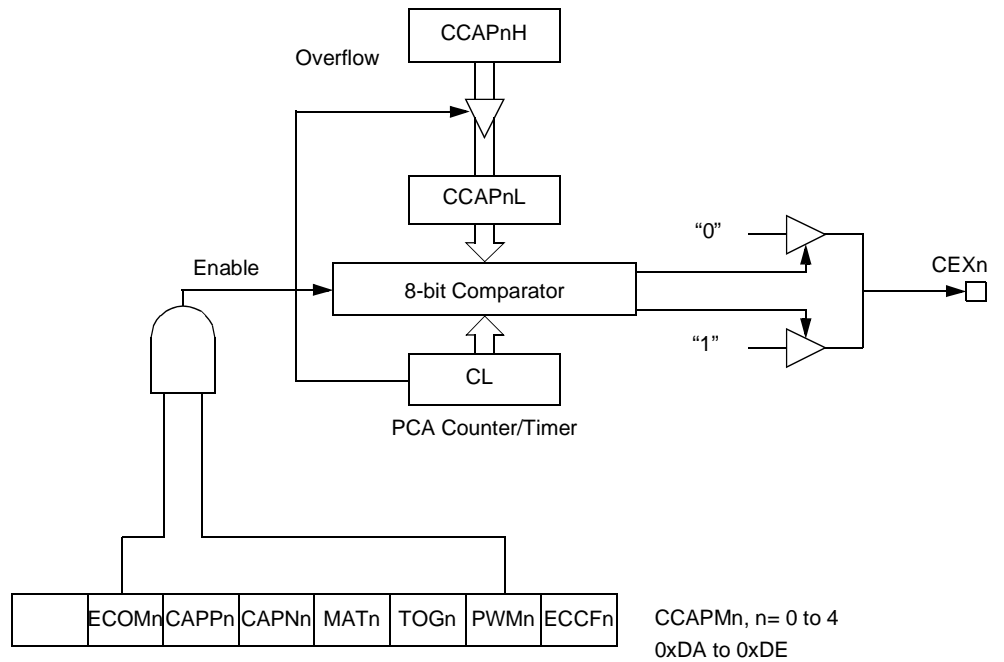 CCAPnH
Overflow
CCAPnL
“0”
Enable
8-bit Comparator
CEXn
“1”
CL
PCA Counter/Timer
ECOMn CAPPn CAPNn MATn TOGn PWMn ECCFn
CCAPMn, n= 0 to 4
0xDA to 0xDE